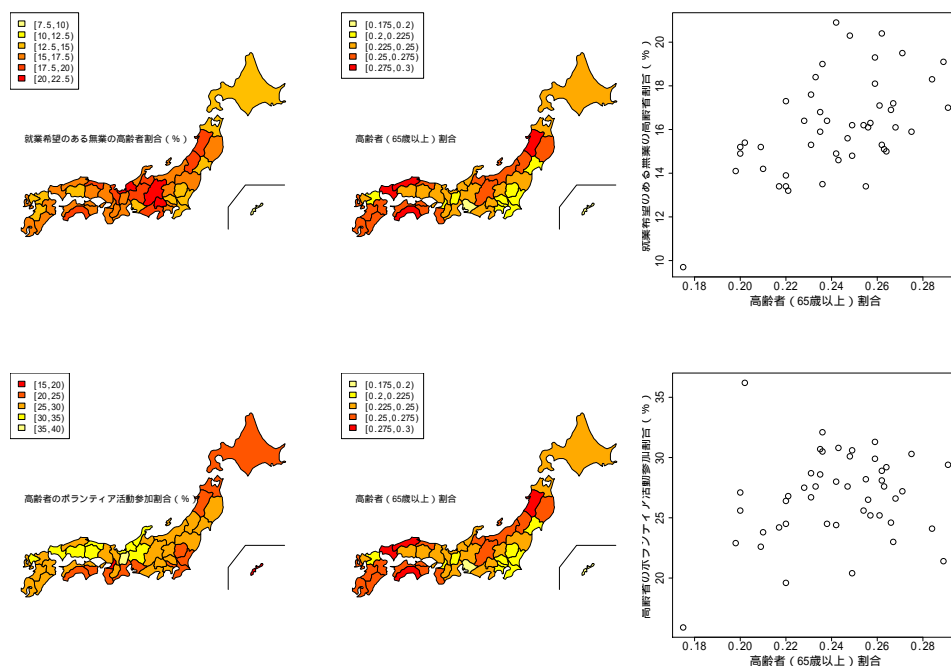 [7.5,10)
[10,12.5)
[12.5,15)
[15,17.5)
[17.5,20)
[20,22.5)
就業希望のある無業の高齢者割合(%)
[0.175,0.2)
[0.2,0.225)
[0.225,0.25)
[0.25,0.275)
[0.275,0.3)
高齢者(65歳以上)割合
就業希望のある無業の高齢者割合(%)
10 12 14 16 18 20
0.18 0.20 0.22 0.24 0.26 0.28
高齢者(65歳以上)割合
[15,20)
[20,25)
[25,30)
[30,35)
[35,40)
高齢者のボランティア活動参加割合(%)
[0.175,0.2)
[0.2,0.225)
[0.225,0.25)
[0.25,0.275)
[0.275,0.3)
高齢者(65歳以上)割合
高齢者のボランティア活動参加割合(%)
20 25 30 35
0.18 0.20 0.22 0.24 0.26 0.28
高齢者(65歳以上)割合